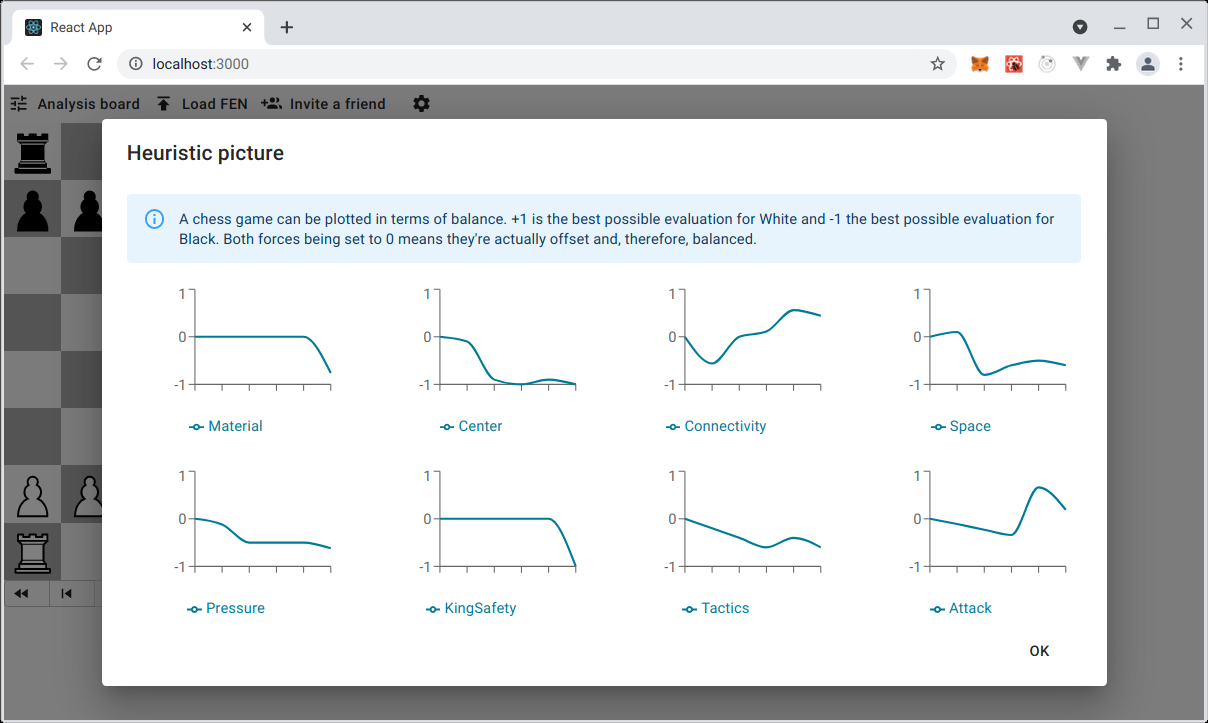 React App
localhost:3000
Analysis board Load FEN Invite a friend
Heuristic picture
A chess game can be plotted in terms of balance. +1 is the best possible evaluation for White and -1 the best possible evaluation for
Black. Both forces being set to 0 means they're actually offset and, therefore, balanced.
1 1 1 1
0 0 0 0
-1 -1 -1 -1
Material Center Connectivity Space
1 1 1 1
0 0 0 0
-1 -1 -1 -1
Pressure KingSafety Tactics Attack
OK